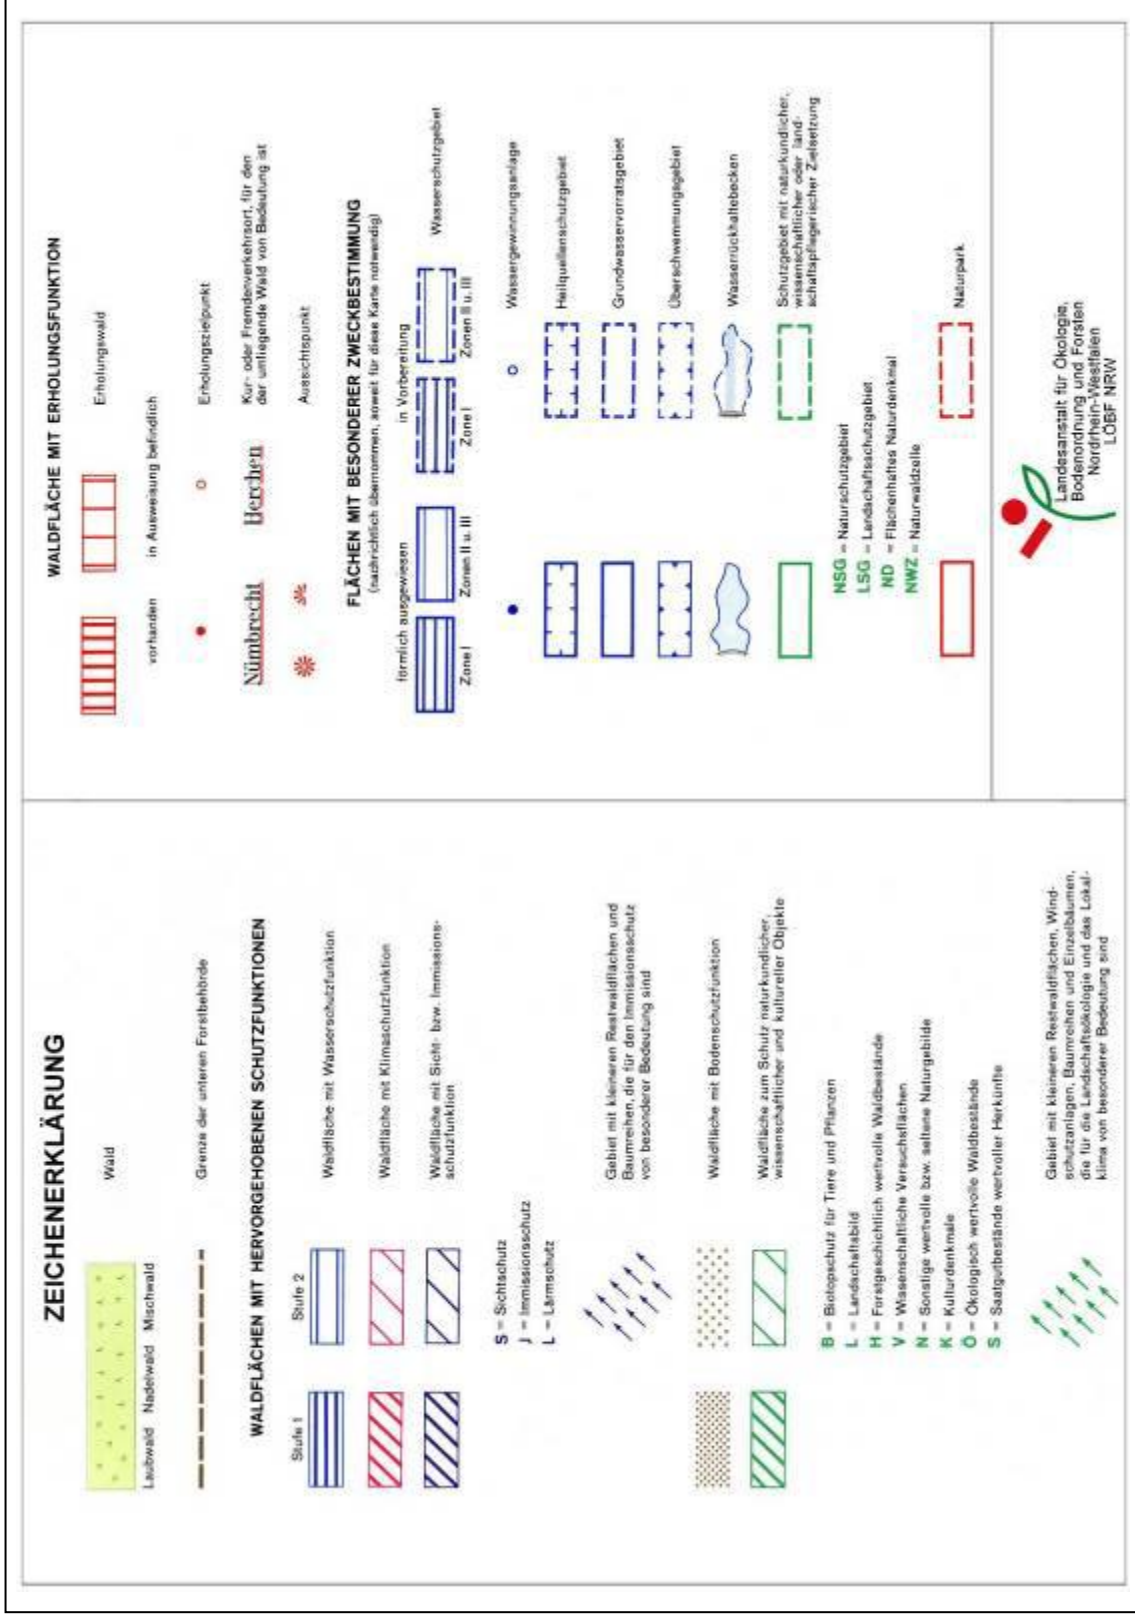 ZEICHENERKLÄRUNG
Wald
Laubwald Nadelwald Mischwald
Grenze der unteren Forstbehörde
WALDFLÄCHEN MIT HERVORGEHOBENEN SCHUTZFUNKTIONEN
Stufe 1 Stufe 2
Waldfläche mit Wasserschutzfunktion
Waldfläche mit Klimaschutzfunktion
Waldfläche mit Sicht- bzw. Immissions-
schutzfunktion
S = Sichtschutz
J = Immissionsschutz
L = Lärmschutz
Gebiet mit kleineren Restwaldflächen und
Baumreihen, die für den Immissionsschutz
von besonderer Bedeutung sind
Waldfläche mit Bodenschutzfunktion
Waldfläche zum Schutz naturkundlicher,
wissenschaftlicher und kultureller Objekte
B = Biotopschutz für Tiere und Pflanzen
L = Landschaftsbild
H = Forstgeschichtlich wertvolle Waldbestände
V = Wissenschaftliche Versuchsflächen
N = Sonstige wertvolle bzw. seltene Naturgebilde
K = Kulturdenkmale
Ö = Ökologisch wertvolle Waldbestände
S = Saatgutbestände wertvoller Herkünfte
Gebiet mit kleineren Restwaldflächen, Wind-
schutzanlagen, Baumreihen und Einzelbäumen,
die für die Landschaftsökologie und das Lokal-
klima von besonderer Bedeutung sind
WALDFLÄCHE MIT ERHOLUNGSFUNKTION
Erholungswald
vorhanden in Ausweisung befindlich
Erholungszielpunkt
Nümbrecht Herchen
Kur- oder Fremdenverkehrsort, für den
der umliegende Wald von Bedeutung ist
Aussichtspunkt
FLÄCHEN MIT BESONDERER ZWECKBESTIMMUNG
(nachrichtlich übernommen, soweit für diese Karte notwendig)
förmlich ausgewiesen in Vorbereitung
Wasserschutzgebiet
Zone I Zonen II u. III Zone I Zonen II u. III
Wassergewinnungsanlage
Heilquellenschutzgebiet
Grundwasservorratsgebiet
Überschwemmungsgebiet
Wasserrückhaltebecken
Schutzgebiet mit naturkundlicher,
wissenschaftlicher oder land-
schaftspflegerischer Zielsetzung
NSG = Naturschutzgebiet
LSG = Landschaftsschutzgebiet
ND = Flächenhaftes Naturdenkmal
NWZ = Naturwaldzelle
Naturpark
Landesanstalt für Ökologie,
Bodenordnung und Forsten
Nordrhein-Westfalen
LÖBF NRW